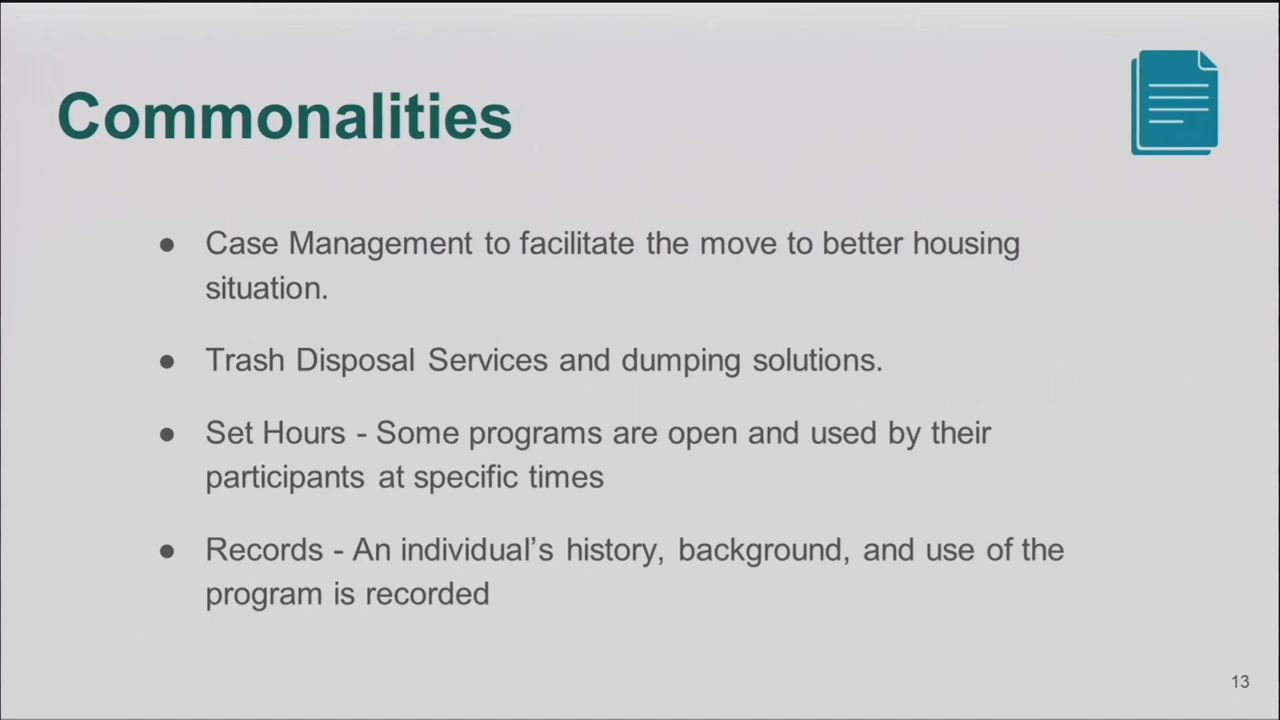 Commonalities
● Case Management to facilitate the move to better housing
situation.
● Trash Disposal Services and dumping solutions.
● Set Hours - Some programs are open and used by their
participants at specific times
● Records - An individual’s history, background, and use of the
program is recorded
13